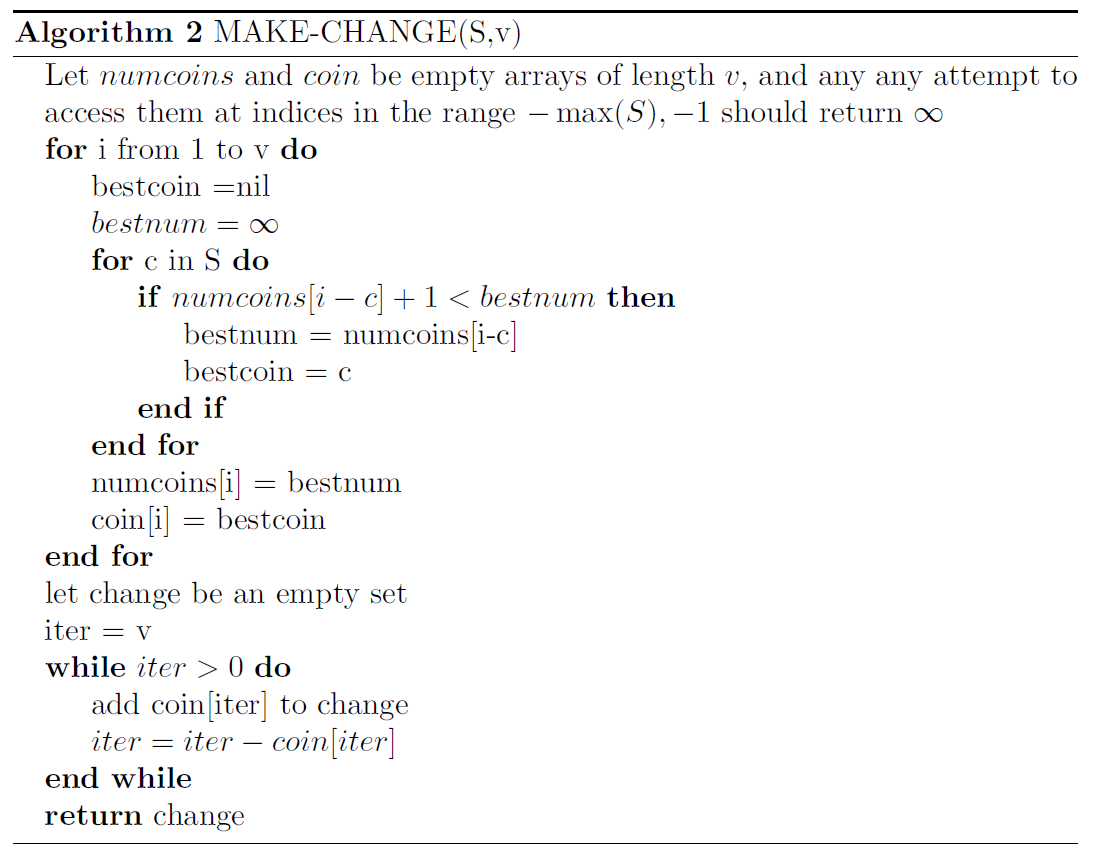 Algorithm 2 MAKE-CHANGE(S,v)
Let numcoins and coin be empty arrays of length v, and any any attempt to
access them at indices in the range − max(S), −1 should return ∞
for i from 1 to v do
bestcoin =nil
bestnum = ∞
for c in S do
if numcoins[i − c] + 1 < bestnum then
bestnum = numcoins[i-c]
bestcoin = c
end if
end for
numcoins[i] = bestnum
coin[i] = bestcoin
end for
let change be an empty set
iter = v
while iter > 0 do
add coin[iter] to change
iter = iter − coin[iter]
end while
return change